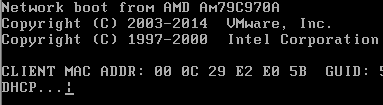 Network boot from AMD Am79C970A
Copyright (C) 2003-2014  VMware, Inc.
Copyright (C) 1997-2000  Intel Corporation
CLIENT MAC ADDR: 00 0C 29 E2 E0 5B  GUID: 5
DHCP...¦